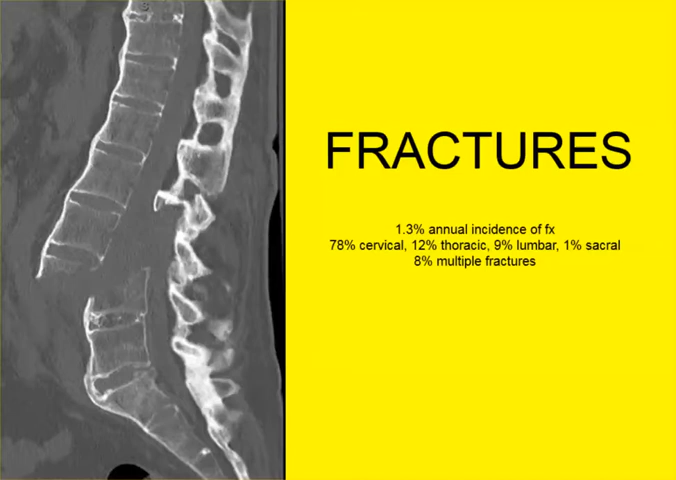 FRACTURES
1.3% annual incidence of fx
78% cervical, 12% thoracic, 9% lumbar, 1% sacral
8% multiple fractures